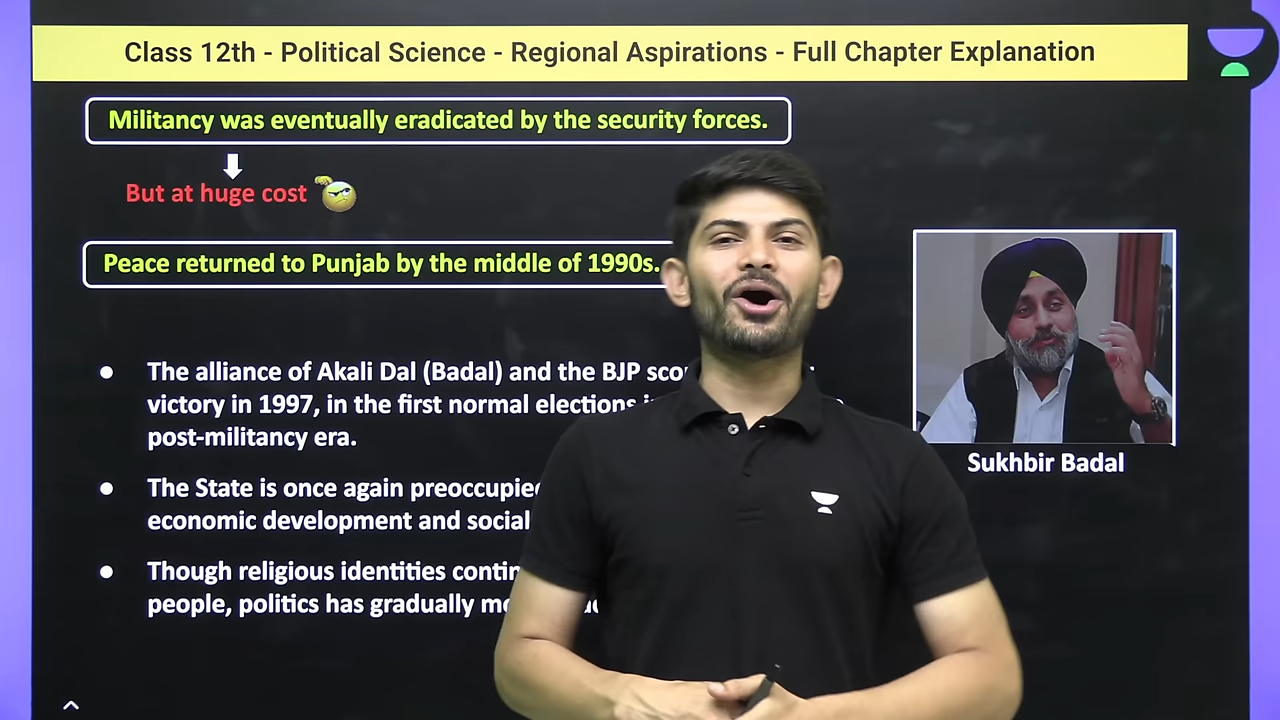 Class 12th - Political Science - Regional Aspirations - Full Chapter Explanation
Militancy was eventually eradicated by the security forces.
But at huge cost
Peace returned to Punjab by the middle of 1990s.
● The alliance of Akali Dal (Badal) and the BJP
victory in 1997, in the first normal elections
post-militancy era.
● The State is once again
economic development and social
● Though religious identities
people, politics has gradually
Sukhbir Badal